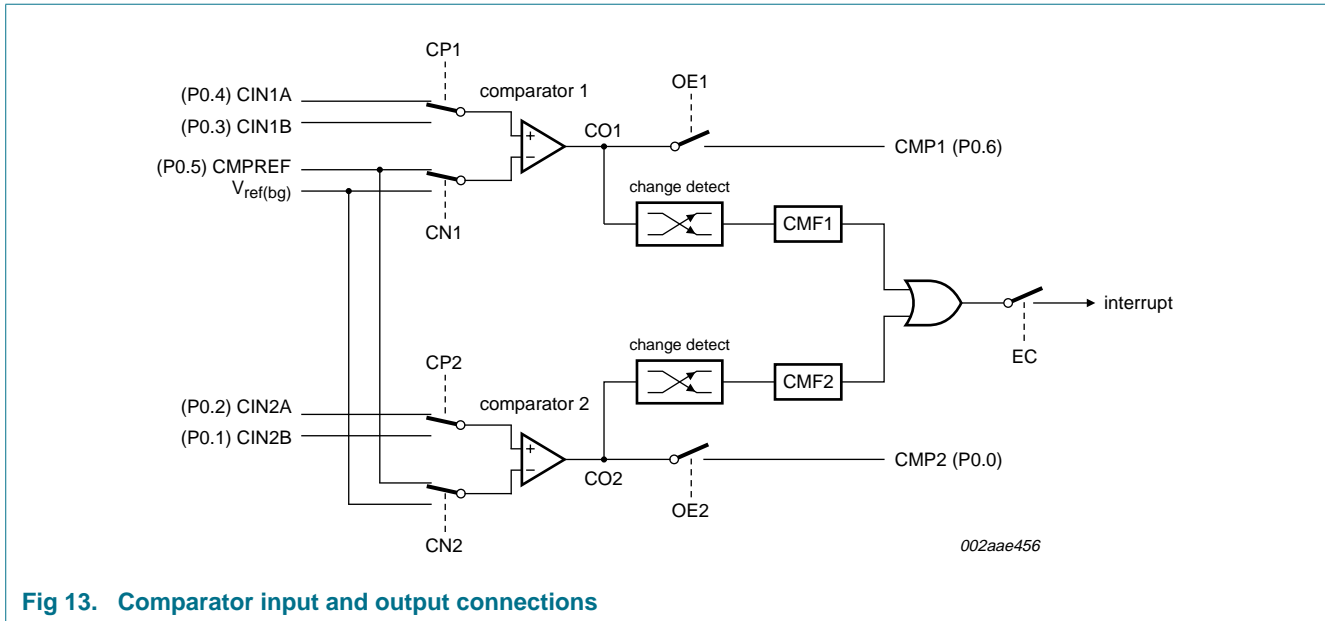 CP1
OE1
(P0.4) CIN1A
comparator 1
(P0.3) CIN1B
+
CO1
CMP1 (P0.6)
−
(P0.5) CMPREF
Vref(bg)
change detect
CN1
CMF1
interrupt
EC
change detect
CP2
CMF2
(P0.2) CIN2A
comparator 2
(P0.1) CIN2B
+
CO2
CMP2 (P0.0)
−
OE2
CN2
002aae456
Fig 13. Comparator input and output connections